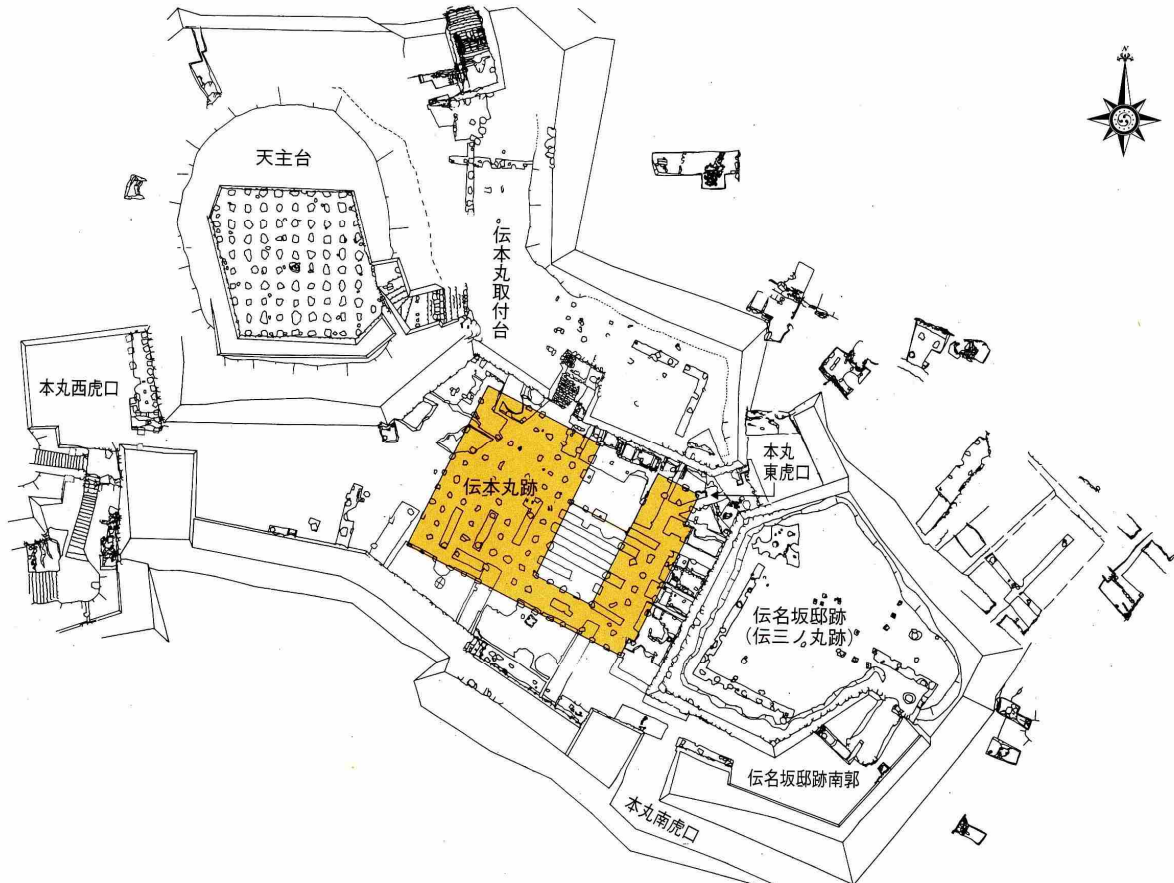 N
天主台
伝本丸取付台
本丸西虎口
本丸
東虎口
伝本丸跡
伝名坂邸跡
(伝三ノ丸跡)
伝名坂邸跡南郭
本丸南虎口